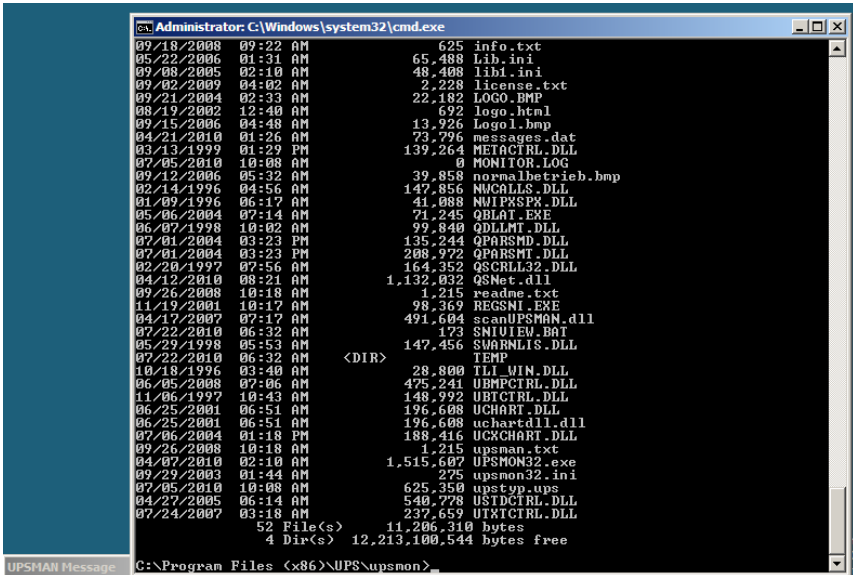 Administrator: C:\Windows\system32\cmd.exe
09/18/2008 09:22 AM 625 info.txt
05/22/2006 01:31 AM 65,488 Lib.ini
09/08/2005 02:10 AM 48,408 lib1.ini
09/02/2009 04:02 AM 2,228 license.txt
09/21/2004 02:33 AM 22,182 LOGO.BMP
08/19/2002 12:40 AM 692 logo.html
09/15/2006 04:48 AM 13,926 Logo1.bmp
04/21/2010 01:26 AM 73,796 messages.dat
03/13/1999 01:29 PM 139,264 METACTRL.DLL
07/05/2010 10:08 AM 0 MONITOR.LOG
09/12/2006 05:32 AM 39,858 normalbetrieb.bmp
02/14/1996 04:56 AM 147,856 NWCALLS.DLL
01/09/1996 06:17 AM 41,088 NWIPXSPX.DLL
05/06/2004 07:14 AM 71,245 QBLAT.EXE
06/07/1998 10:02 AM 99,840 QDLLMT.DLL
07/01/2004 03:23 PM 135,244 QPARSMD.DLL
07/01/2004 03:23 PM 208,972 QPARSMT.DLL
02/20/1997 07:56 AM 164,352 QSCRLL32.DLL
04/12/2010 08:21 AM 1,132,032 QSNet.dll
09/26/2008 10:18 AM 1,215 readme.txt
11/19/2001 10:17 AM 98,369 REGSNI.EXE
04/17/2007 07:17 AM 491,604 scanUPSMAN.dll
07/22/2010 06:32 AM 173 SNIVIEW.BAT
05/29/1998 05:53 AM 147,456 SWARNLIS.DLL
07/22/2010 06:32 AM <DIR> TEMP
10/18/1996 03:40 AM 28,800 TLI_WIN.DLL
06/05/2008 07:06 AM 475,241 UBMPCTRL.DLL
11/06/1997 10:43 AM 148,992 UBTCTRL.DLL
06/25/2001 06:51 AM 196,608 UCHART.DLL
06/25/2001 06:51 AM 196,608 uchartdll.dll
07/06/2004 01:18 PM 188,416 UCXCHART.DLL
09/26/2008 10:18 AM 1,215 upsman.txt
04/07/2010 02:10 AM 1,515,607 UPSMON32.exe
09/29/2003 01:44 AM 275 upsmon32.ini
07/05/2010 10:08 AM 625,350 upstyp.ups
04/27/2005 06:14 AM 540,778 USTDCTRL.DLL
07/24/2007 03:18 AM 237,659 UTXTCTRL.DLL
52 File(s) 11,206,310 bytes
4 Dir(s) 12,213,100,544 bytes free
C:\Program Files (x86)\UPS\upsmon>_
UPSMAN Message